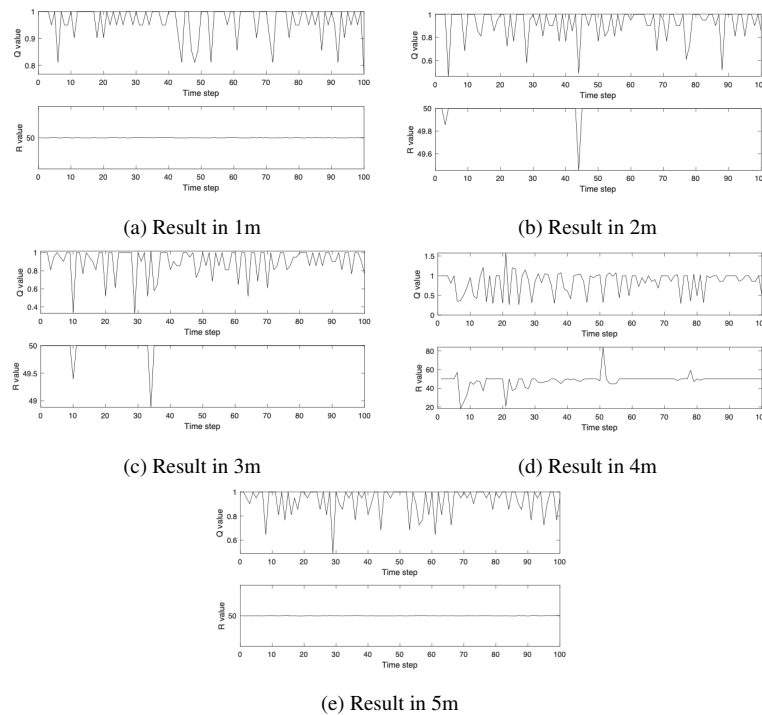 1
0.9
0.8
Q value
0 10 20 30 40 50 60 70 80 90 100
Time step
50
R value
0 10 20 30 40 50 60 70 80 90 100
Time step
(a) Result in 1m
1
0.8
0.6
Q value
0 10 20 30 40 50 60 70 80 90 100
Time step
50
49.8
49.6
R value
0 10 20 30 40 50 60 70 80 90 100
Time step
(b) Result in 2m
1
0.8
0.6
0.4
Q value
0 10 20 30 40 50 60 70 80 90 100
Time step
50
49.5
49
R value
0 10 20 30 40 50 60 70 80 90 100
Time step
(c) Result in 3m
1.5
1
0.5
0
Q value
0 10 20 30 40 50 60 70 80 90 100
Time step
80
60
40
20
R value
0 10 20 30 40 50 60 70 80 90 100
Time step
(d) Result in 4m
1
0.8
0.6
Q value
0 10 20 30 40 50 60 70 80 90 100
Time step
50
R value
0 10 20 30 40 50 60 70 80 90 100
Time step
(e) Result in 5m